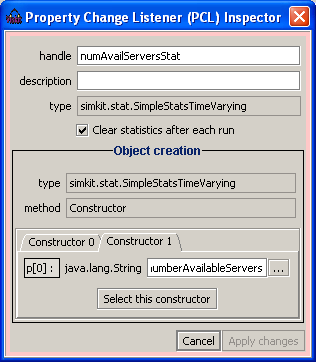 Property Change Listener (PCL) Inspector
handle numAvailServersStat
description
type simkit.stat.SimpleStatsTimeVarying
Clear statistics after each run
Object creation
type simkit.stat.SimpleStatsTimeVarying
method Constructor
Constructor 0 Constructor 1
p[0] : java.lang.String umberAvailableServers ...
Select this constructor
Cancel Apply changes